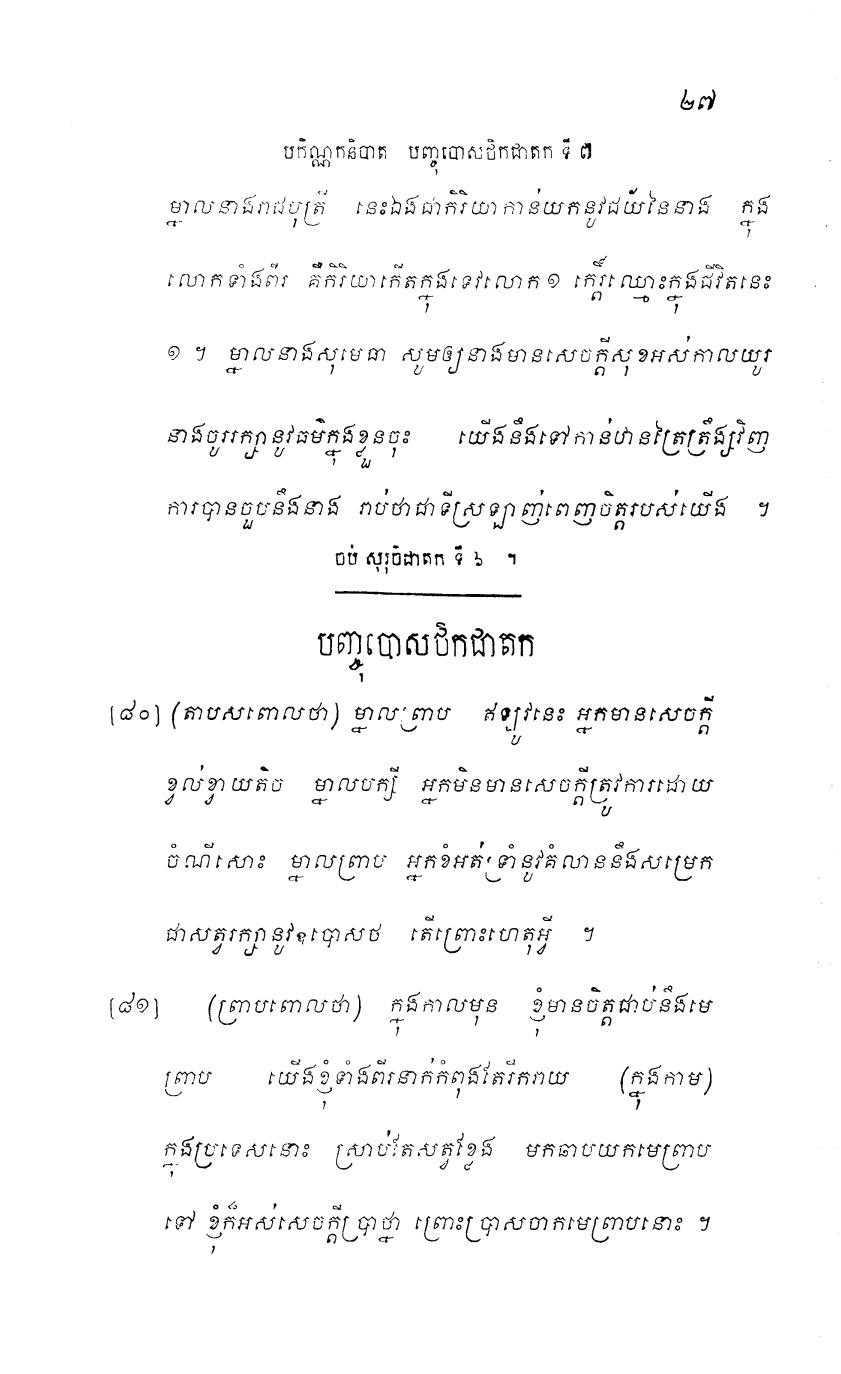 ២៧
បកិណ្ណកនិបាត បញ្ចុបោសថិកជាតក ទី ៧
ម្នាលនាងរាជបុត្រី នេះឯងជាកិរិយាកាន់យកនូវជយ័នៃនាង ក្នុង
លោកទាំងពីរ គឺកិរិយាកើតក្នុងទេវលោក ១ កេរ្តិ៍ឈ្មោះក្នុងជីវិតនេះ
១ ។ ម្នាលនាងសុមេធា សូមឲ្យនាងមានសេចក្តីសុខអស់កាលយូរ
នាងចូររក្សានូវធម៌ក្នុងខ្លួនចុះ យើងនឹងទៅកាន់ឋានត្រៃត្រឹង្សវិញ
ការបានចួបនឹងនាង រាប់ថាជាទីស្រឡាញ់ពេញចិត្តរបស់យើង ។
ចប់ សុរុចិជាតក ទី ៦ ។
បញ្ចុបោសថិកជាតក
[៨០] (តាបសពោលថា) ម្នាលព្រាប ឥឡូវនេះ អ្នកមានសេចក្តី
ខ្វល់ខ្វាយតិច ម្នាលបក្សី អ្នកមិនមានសេចក្តីត្រូវការដោយ
ចំណីសោះ ម្នាលព្រាប អ្នកខំអត់ទ្រាំនូវគំលាននឹងសម្រេក
ជាសត្វរក្សានូវឧបោសថ តើព្រោះហេតុអ្វី ។
[៨១] (ព្រាបពោលថា) ក្នុងកាលមុន ខ្ញុំមានចិត្តជាប់នឹងមេ
ព្រាប យើងខ្ញុំទាំងពីរនាក់កំពុងតែរីករាយ (ក្នុងកាម)
ក្នុងប្រទេសនោះ ស្រាប់តែសត្វខ្លែង មកឆាបយកមេព្រាប
ទៅ ខ្ញុំក៏អស់សេចក្តីប្រាថ្នា ព្រោះប្រាសចាកមេព្រាបនោះ ។